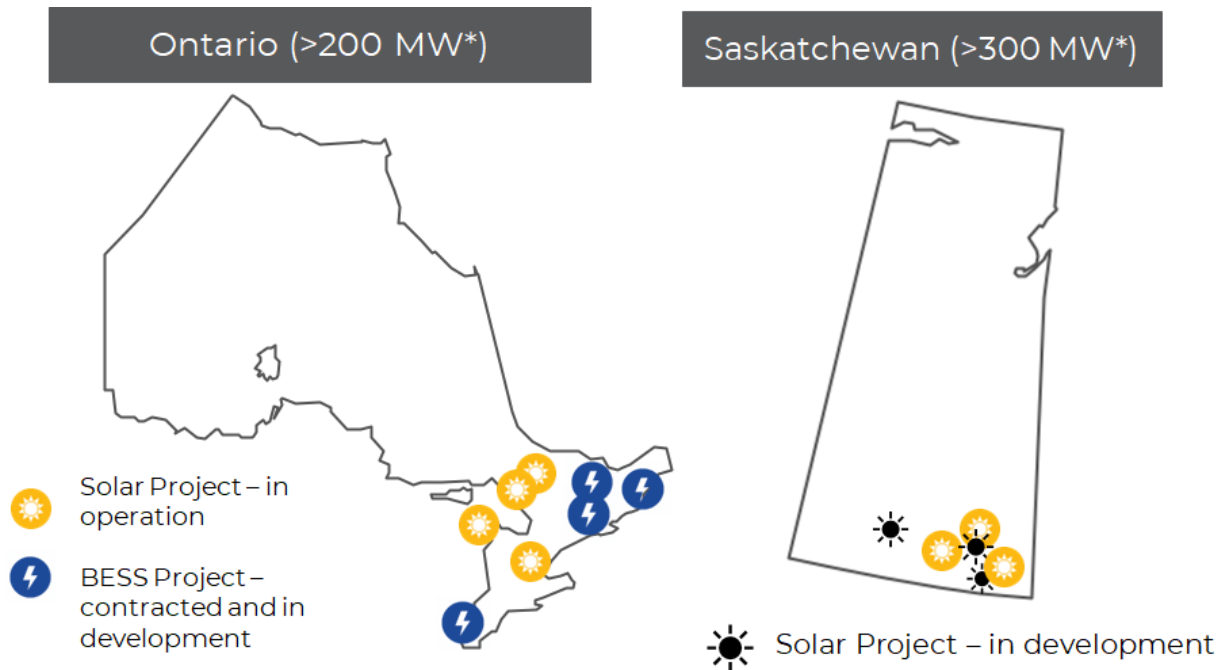 Ontario (>200 MW*)
Saskatchewan (>300 MW*)
Solar Project – in
operation
BESS Project –
contracted and in
development
Solar Project – in development